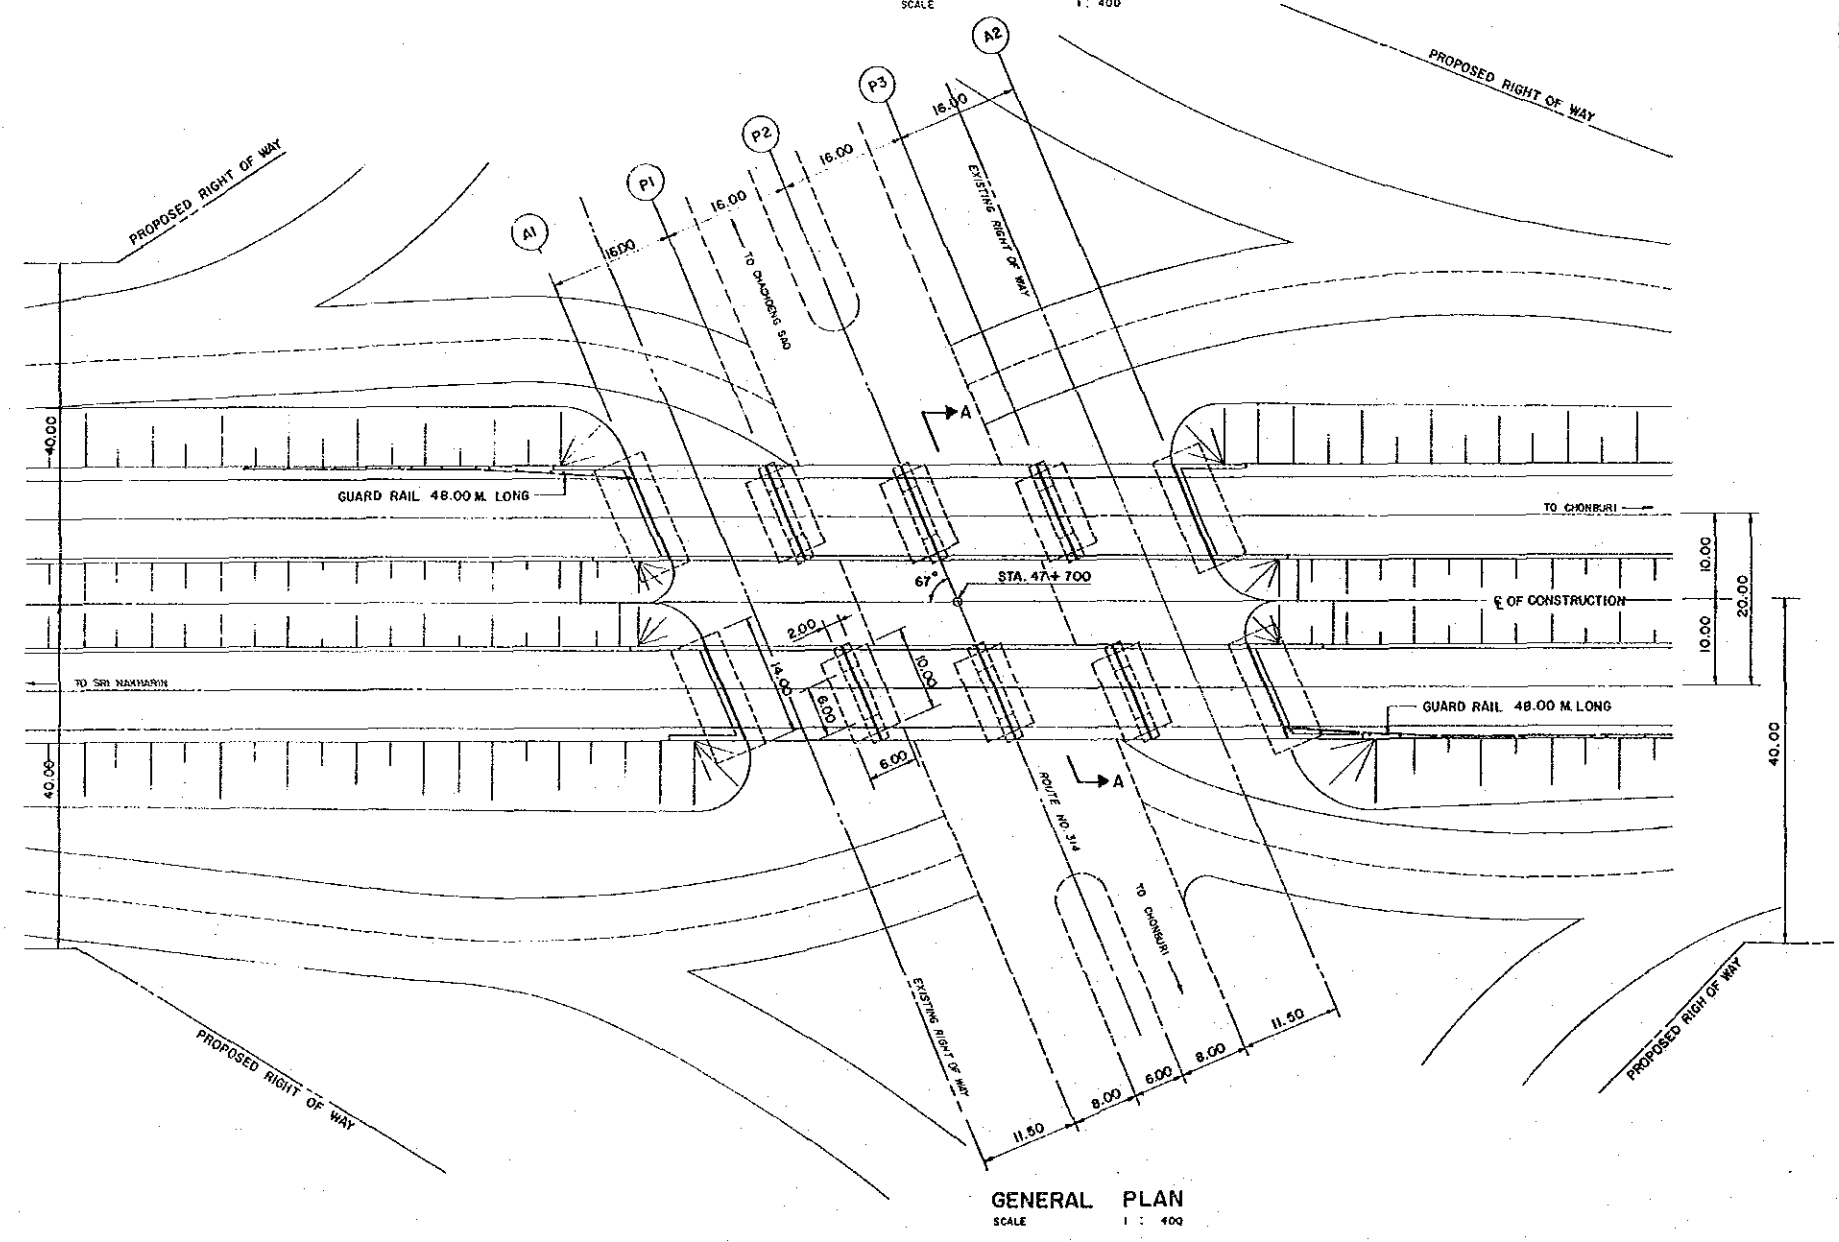 SCALE 1 : 400
A2
P3
P2
P1
A1
PROPOSED RIGHT OF WAY
PROPOSED RIGHT OF WAY
16.00
16.00
16.00
16.00
EXISTING RIGHT OF WAY
TO CHACHOENG SAO
A
40.00
GUARD RAIL 48.00 M. LONG
TO CHONBURI
10.00
20.00
67°
STA. 47+700
℄ OF CONSTRUCTION
10.00
2.00
14.00
6.00
10.00
TO SRI NAKHARIN
GUARD RAIL 48.00 M. LONG
40.00
40.00
6.00
A
ROUTE NO. 314
TO CHONBURI
EXISTING RIGHT OF WAY
PROPOSED RIGH OF WAY
PROPOSED RIGHT OF WAY
11.50
8.00
6.00
8.00
11.50
GENERAL PLAN
SCALE 1 : 400